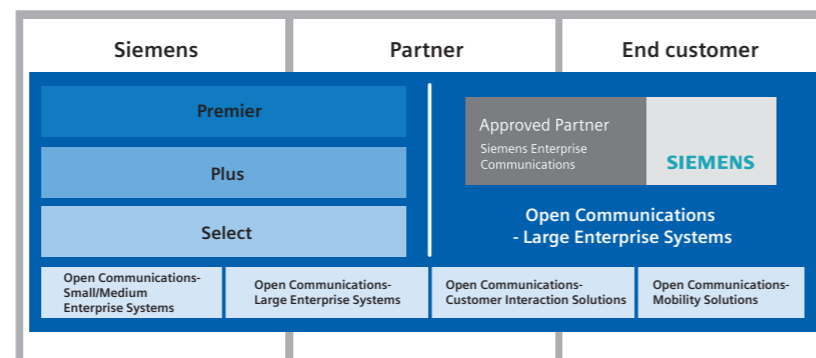 Siemens
Partner
End customer
Premier
Plus
Select
Approved Partner
Siemens Enterprise
Communications
SIEMENS
Open Communications
- Large Enterprise Systems
Open Communications-
Small/Medium
Enterprise Systems
Open Communications-
Large Enterprise Systems
Open Communications-
Customer Interaction Solutions
Open Communications-
Mobility Solutions